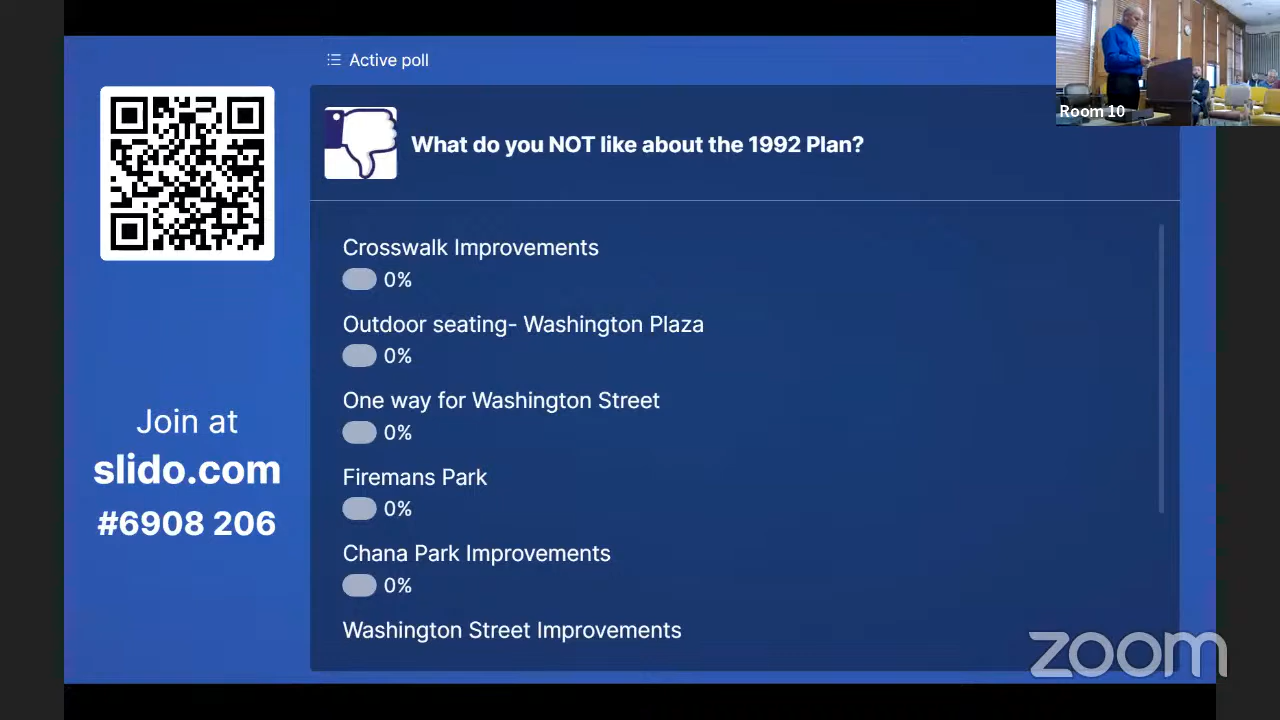 Active poll
What do you NOT like about the 1992 Plan?
Crosswalk Improvements
0%
Outdoor seating- Washington Plaza
0%
One way for Washington Street
0%
Firemans Park
0%
Chana Park Improvements
0%
Washington Street Improvements
Join at
slido.com
#6908 206
Room 10
zoom